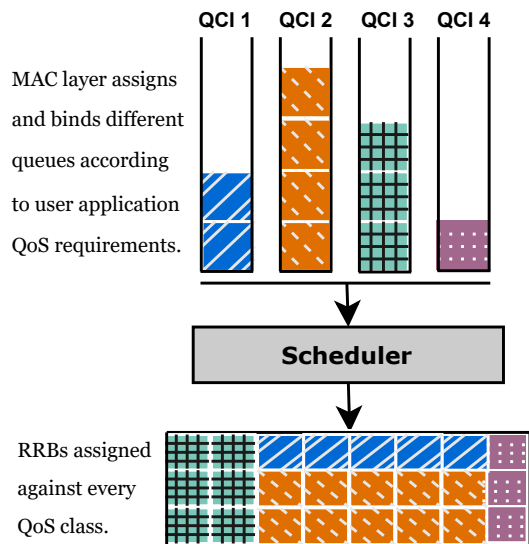 QCI 1 QCI 2 QCI 3 QCI 4
MAC layer assigns
and binds different
queues according
to user application
QoS requirements.
Scheduler
RRBs assigned
against every
QoS class.